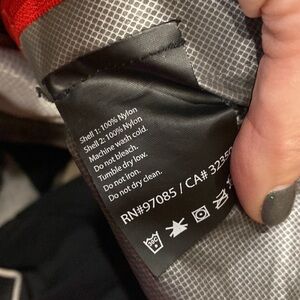 Shell 1: 100% Nylon
Shell 2: 100% Nylon
Machine wash cold.
Do not bleach.
Tumble dry low.
Do not iron.
Do not dry clean.
RN#97085 / CA#